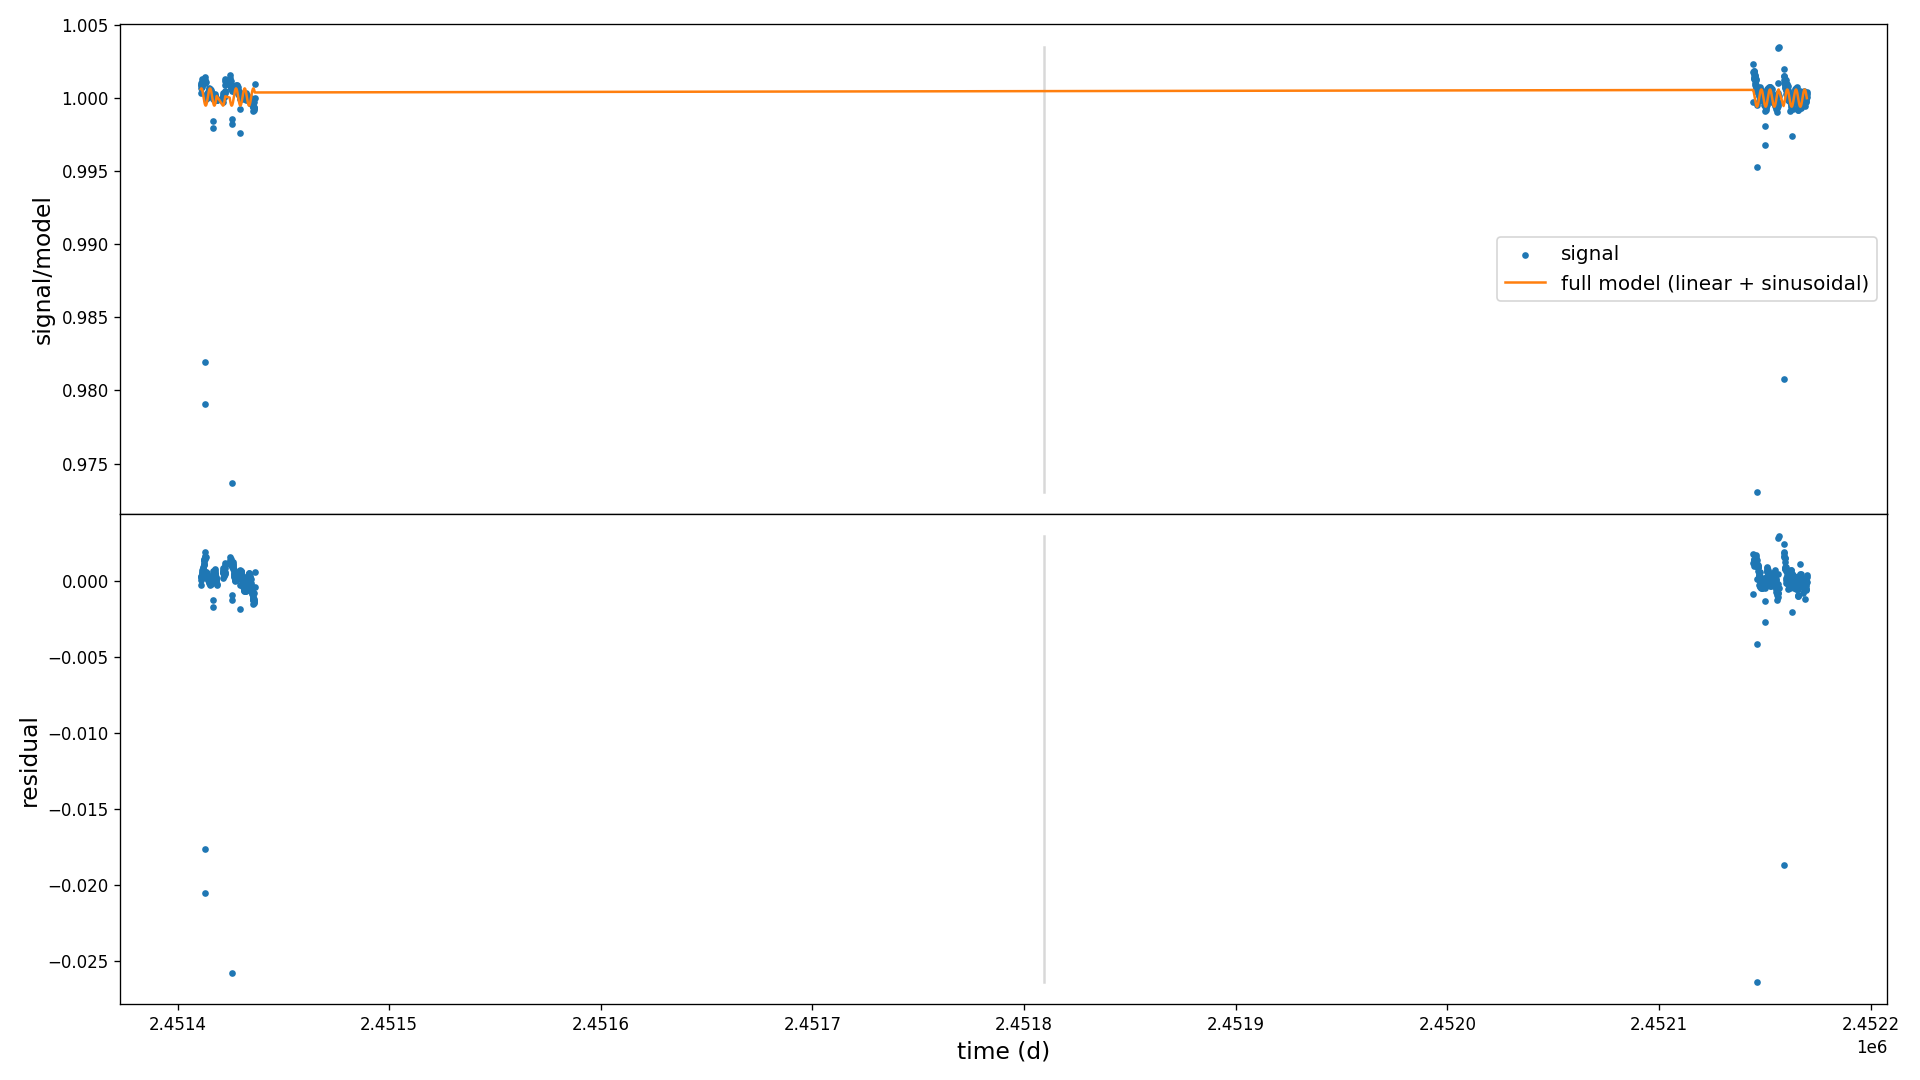 1.005
1.000
0.995
0.990
0.985
0.980
0.975
signal/model
signal
full model (linear + sinusoidal)
0.000
−0.005
−0.010
−0.015
−0.020
−0.025
residual
2.4514 2.4515 2.4516 2.4517 2.4518 2.4519 2.4520 2.4521 2.4522
1e6
time (d)